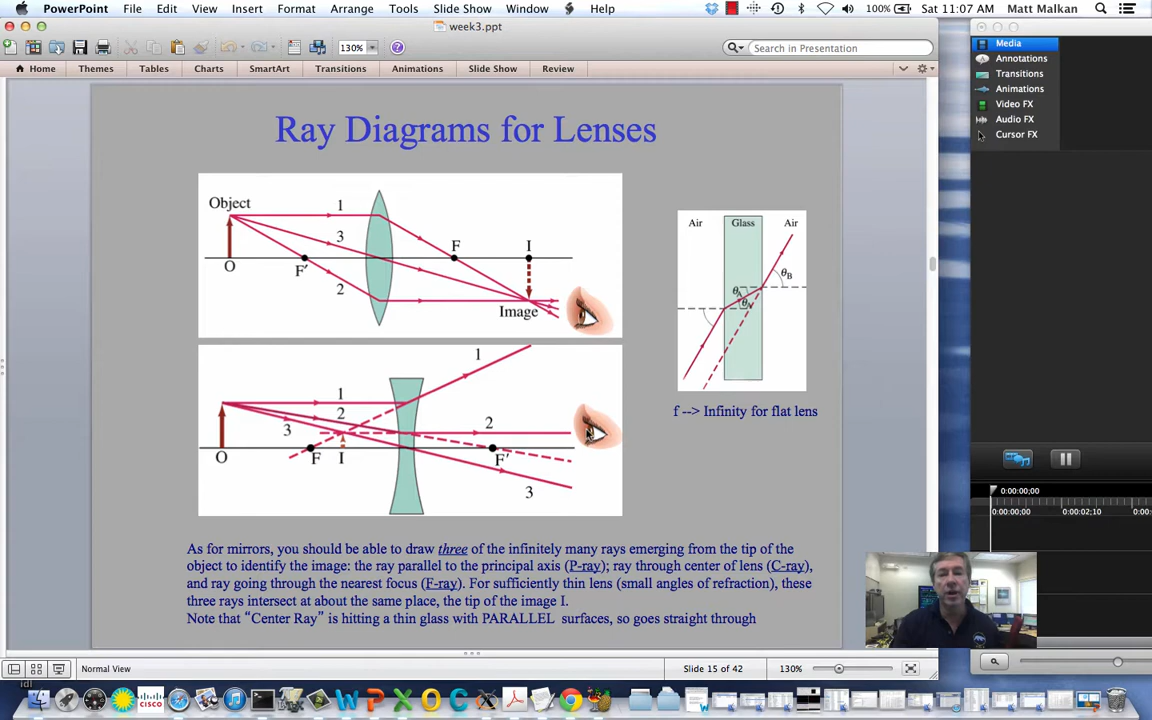 PowerPoint File Edit View Insert Format Arrange Tools Slide Show Window Help 100% Sat 11:07 AM Matt Malkan
week3.ppt
130% Search in Presentation
Home Themes Tables Charts SmartArt Transitions Animations Slide Show Review
Media
Annotations
Transitions
Animations
Video FX
Audio FX
Cursor FX
Ray Diagrams for Lenses
Object 1
3
O F' 2 F I
Image
1
1
2
3
2
O F I F'
3
Air Glass Air
θB
θA
f --> Infinity for flat lens
As for mirrors, you should be able to draw three of the infinitely many rays emerging from the tip of the
object to identify the image: the ray parallel to the principal axis (P-ray); ray through center of lens (C-ray),
and ray going through the nearest focus (F-ray). For sufficiently thin lens (small angles of refraction), these
three rays intersect at about the same place, the tip of the image I.
Note that “Center Ray” is hitting a thin glass with PARALLEL surfaces, so goes straight through
0:00:00;00
0:00:00;00 0:00:02;10 0:00
Normal View Slide 15 of 42 130%
idl
CISCO